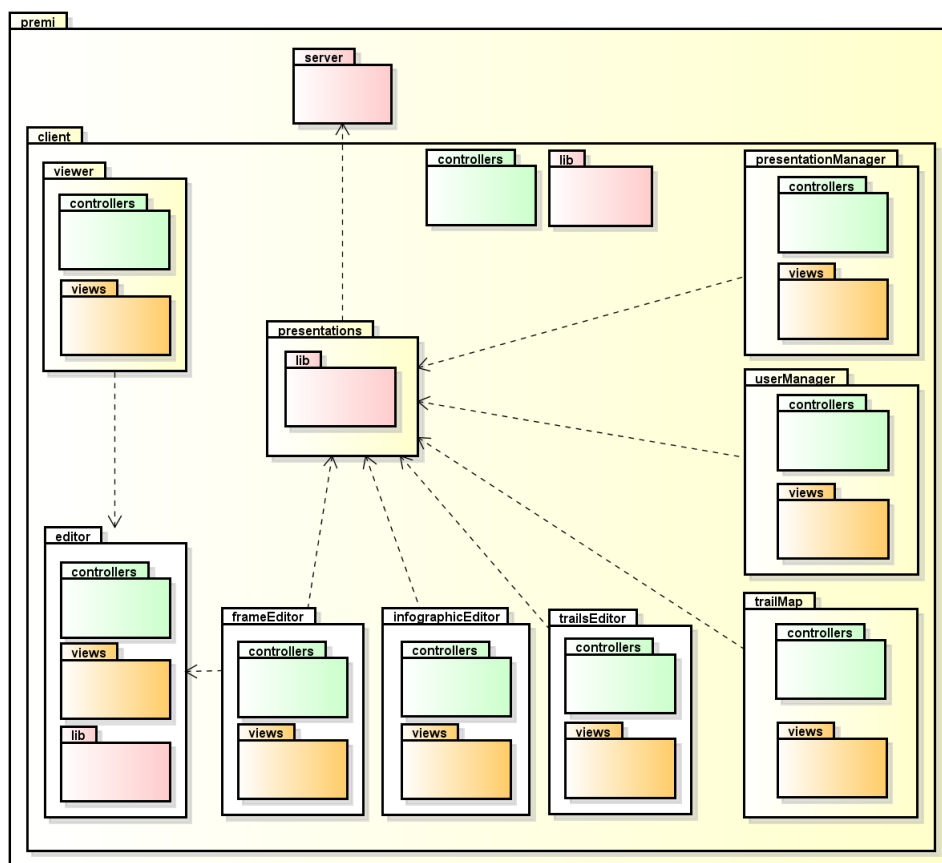 premi
server
client
viewer
controllers
views
controllers
lib
presentationManager
controllers
views
presentations
lib
userManager
controllers
views
editor
controllers
views
lib
frameEditor
controllers
views
infographicEditor
controllers
views
trailsEditor
controllers
views
trailMap
controllers
views